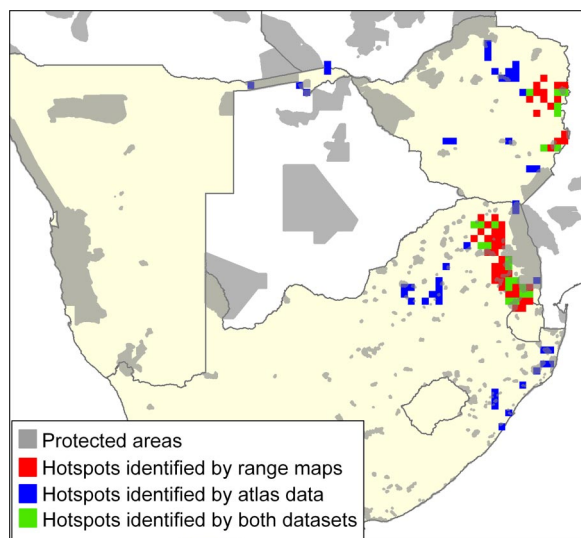 Protected areas
Hotspots identified by range maps
Hotspots identified by atlas data
Hotspots identified by both datasets